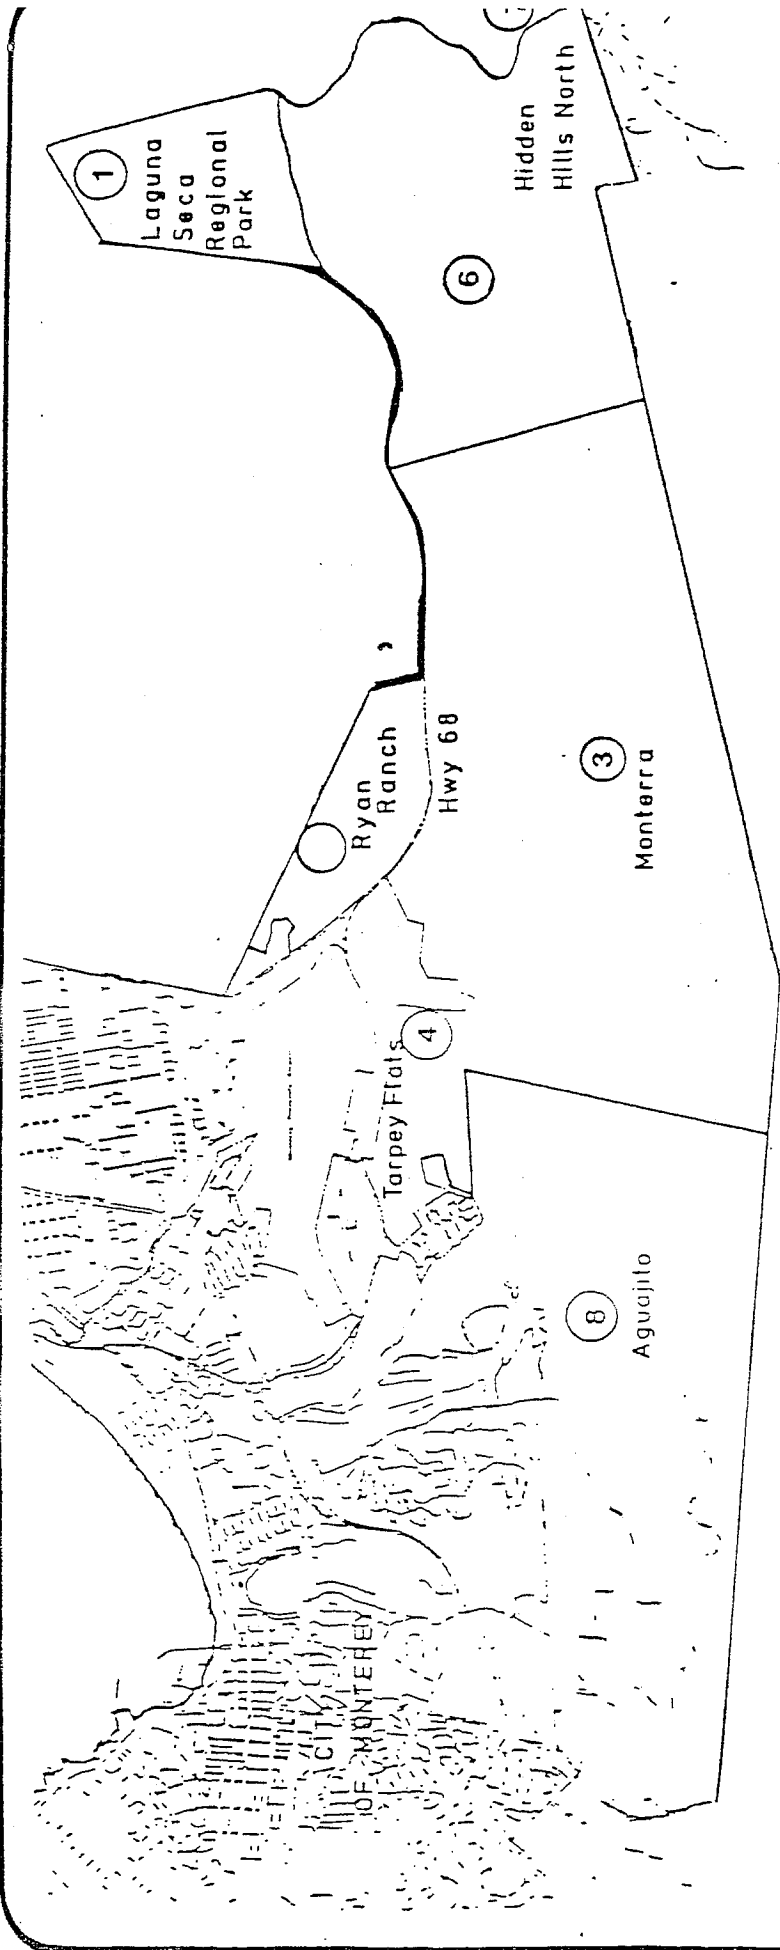 1
Laguna
Seca
Regional
Park
Hidden
Hills North
6
Ryan
Ranch
Hwy 68
3
Monterra
Tarpey Flats
4
8
Aguajito
CITY
OF MONTEREY